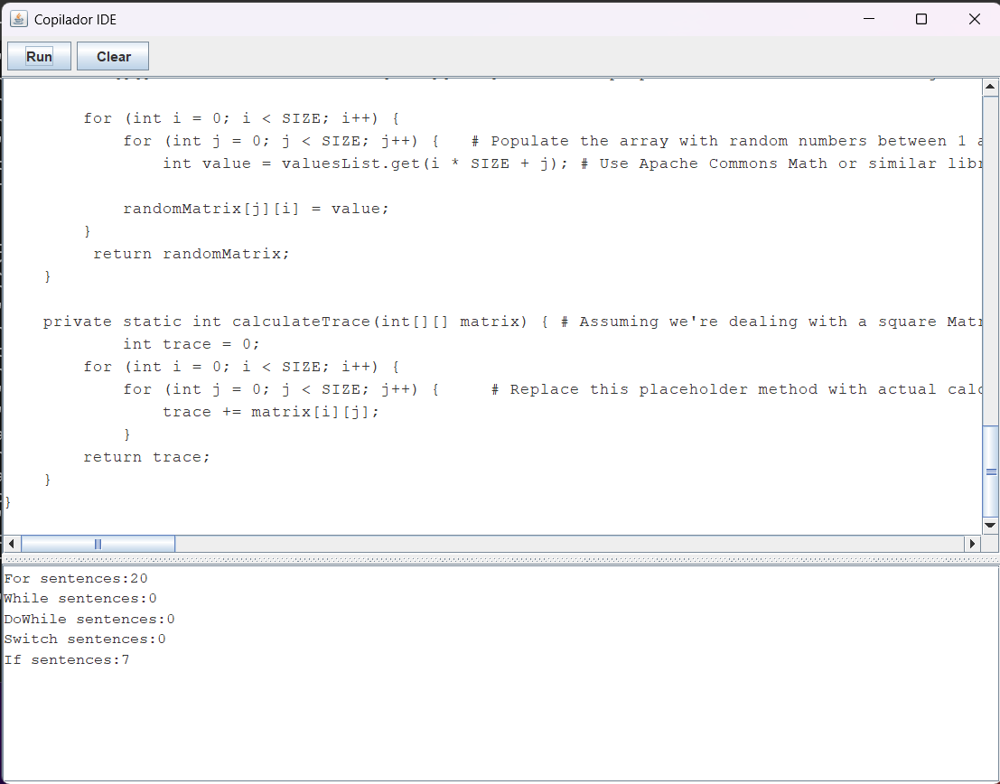 Copilador IDE
Run Clear
for (int i = 0; i < SIZE; i++) {
for (int j = 0; j < SIZE; j++) {   # Populate the array with random numbers between 1 a
int value = valuesList.get(i * SIZE + j); # Use Apache Commons Math or similar libr
randomMatrix[j][i] = value;
}
return randomMatrix;
}
private static int calculateTrace(int[][] matrix) { # Assuming we're dealing with a square Matr
int trace = 0;
for (int i = 0; i < SIZE; i++) {
for (int j = 0; j < SIZE; j++) {     # Replace this placeholder method with actual calc
trace += matrix[i][j];
}
return trace;
}
}
For sentences:20
While sentences:0
DoWhile sentences:0
Switch sentences:0
If sentences:7